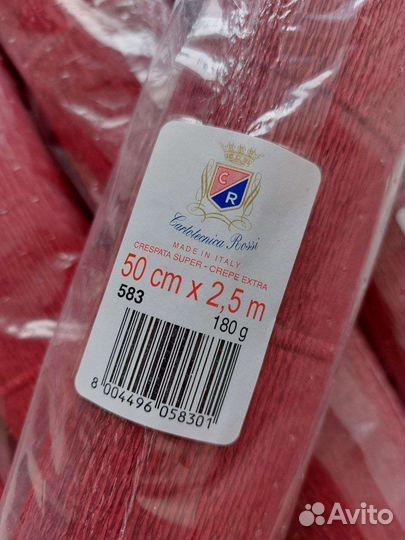 C
R
Cartotecnica Rossi
MADE IN ITALY
CRESPATA SUPER - CREPE EXTRA
50 cm x 2,5 m
583
180 g
8 004496 058301
Avito